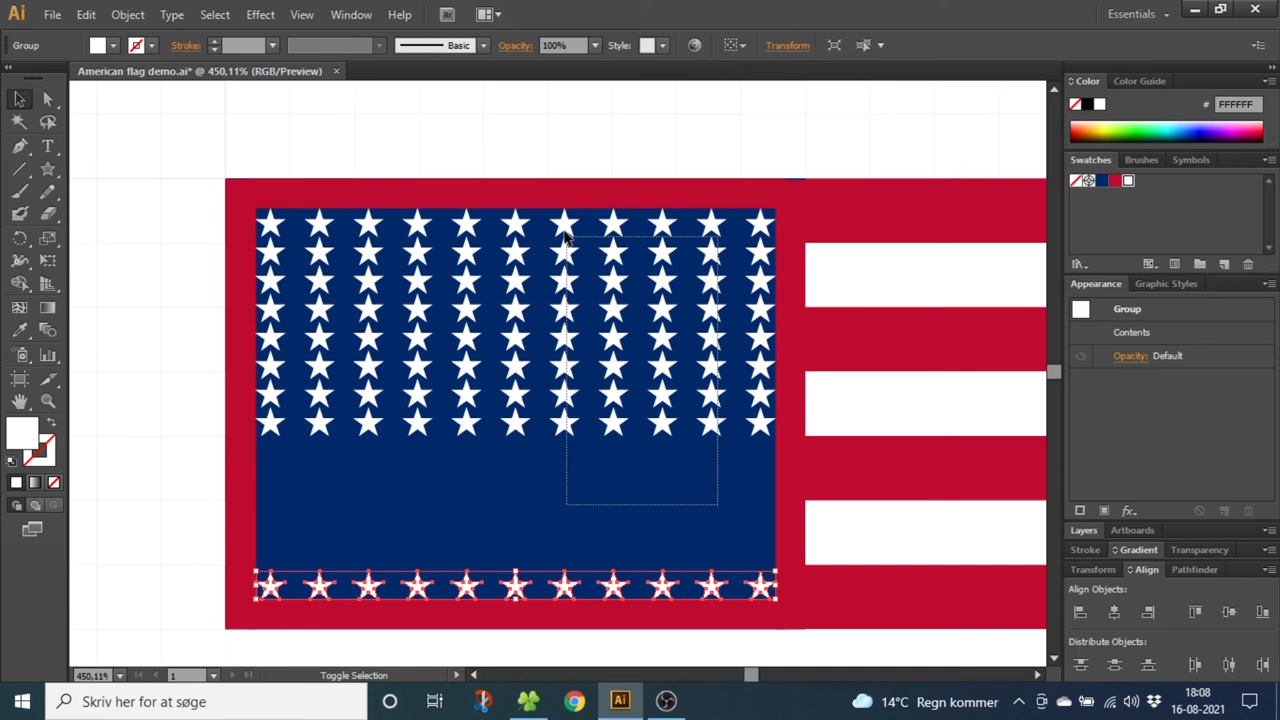 Ai File Edit Object Type Select Effect View Window Help Br Essentials
Group Stroke: Basic Opacity: 100% Style: Transform
American flag demo.ai* @ 450,11% (RGB/Preview) ×
Color Color Guide
# FFFFFF
Swatches Brushes Symbols
Appearance Graphic Styles
Group
Contents
Opacity: Default
fx
Layers Artboards
Stroke Gradient Transparency
Transform Align Pathfinder
Align Objects:
Distribute Objects:
450,11% 1 Toggle Selection
Skriv her for at søge Ai 14°C Regn kommer 18:08
16-08-2021